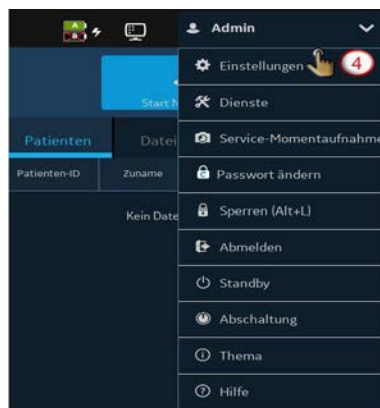 A
B
Admin
Einstellungen
4
Start
Dienste
Patienten
Datei
Service-Momentaufnahme
Patienten-ID
Zuname
Passwort ändern
Kein Date
Sperren (Alt+L)
Abmelden
Standby
Abschaltung
Thema
Hilfe